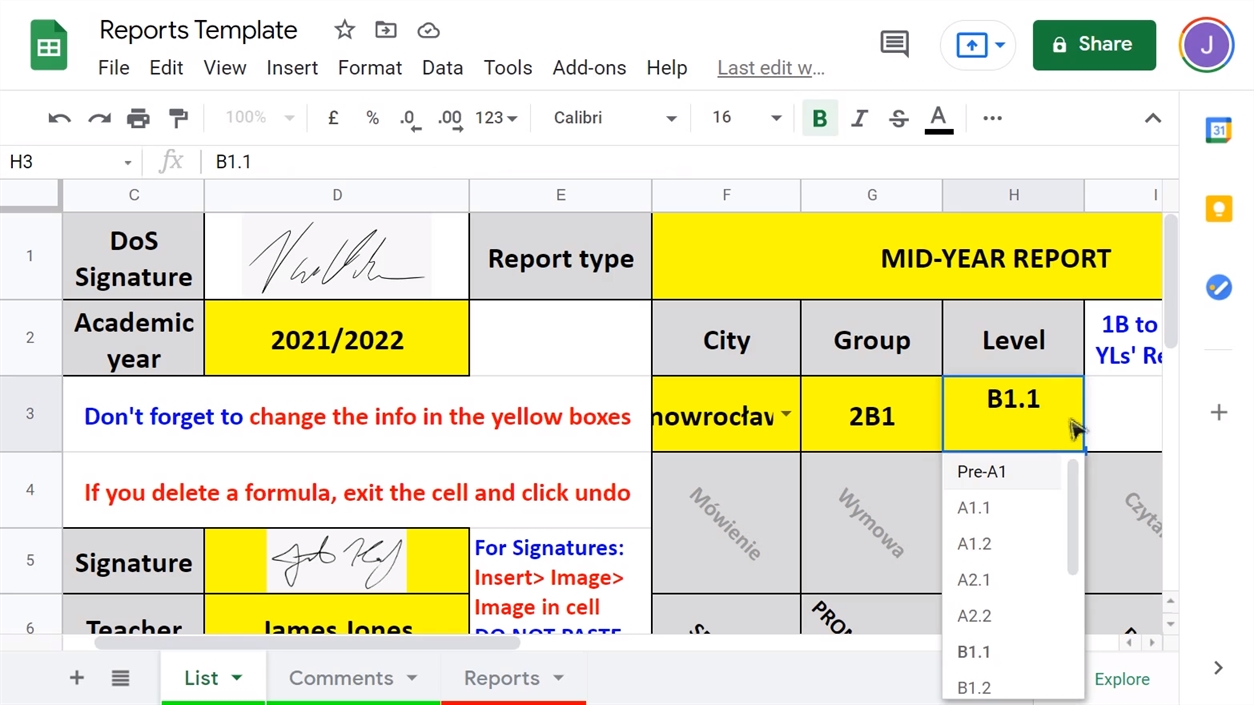 Reports Template
File Edit View Insert Format Data Tools Add-ons Help Last edit w...
Share
J
100% £ % .0 .00 123 Calibri 16 B I S A
31
H3 fx B1.1
C D E F G H I
1 DoS Signature Report type MID-YEAR REPORT
2 Academic year 2021/2022 City Group Level 1B to
YLs' Re
3 Don't forget to change the info in the yellow boxes nowrocław 2B1 B1.1
4 If you delete a formula, exit the cell and click undo Mówienie Wymowa Czyta
5 Signature For Signatures:
Insert> Image>
Image in cell
6 Teacher James Jones DO NOT PASTE PRON
Pre-A1
A1.1
A1.2
A2.1
A2.2
B1.1
B1.2
List Comments Reports Explore